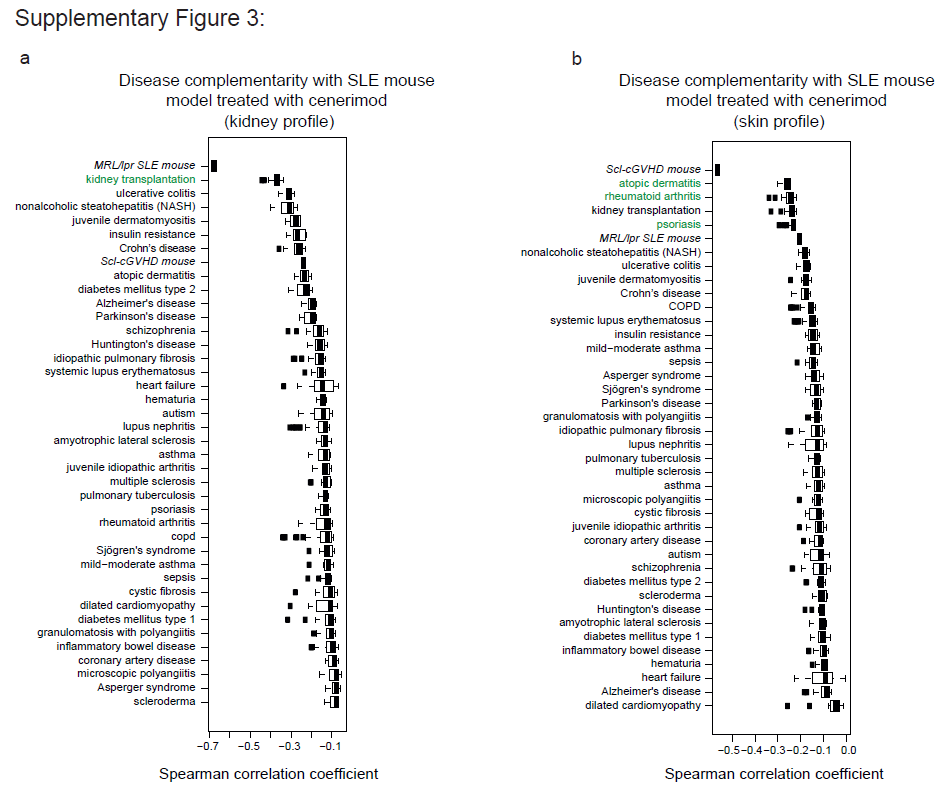 Supplementary Figure 3:
a
Disease complementarity with SLE mouse
model treated with cenerimod
(kidney profile)
MRL/lpr SLE mouse
kidney transplantation
ulcerative colitis
nonalcoholic steatohepatitis (NASH)
juvenile dermatomyositis
insulin resistance
Crohn's disease
Scl-cGVHD mouse
atopic dermatitis
diabetes mellitus type 2
Alzheimer's disease
Parkinson's disease
schizophrenia
Huntington's disease
idiopathic pulmonary fibrosis
systemic lupus erythematosus
heart failure
hematuria
autism
lupus nephritis
amyotrophic lateral sclerosis
asthma
juvenile idiopathic arthritis
multiple sclerosis
pulmonary tuberculosis
psoriasis
rheumatoid arthritis
copd
Sjögren's syndrome
mild−moderate asthma
sepsis
cystic fibrosis
dilated cardiomyopathy
diabetes mellitus type 1
granulomatosis with polyangiitis
inflammatory bowel disease
coronary artery disease
microscopic polyangiitis
Asperger syndrome
scleroderma
−0.7 −0.5 −0.3 −0.1
Spearman correlation coefficient
b
Disease complementarity with SLE mouse
model treated with cenerimod
(skin profile)
Scl-cGVHD mouse
atopic dermatitis
rheumatoid arthritis
kidney transplantation
psoriasis
MRL/lpr SLE mouse
nonalcoholic steatohepatitis (NASH)
ulcerative colitis
juvenile dermatomyositis
Crohn's disease
COPD
systemic lupus erythematosus
insulin resistance
mild−moderate asthma
sepsis
Asperger syndrome
Sjögren's syndrome
Parkinson's disease
granulomatosis with polyangiitis
idiopathic pulmonary fibrosis
lupus nephritis
pulmonary tuberculosis
multiple sclerosis
asthma
microscopic polyangiitis
cystic fibrosis
juvenile idiopathic arthritis
coronary artery disease
autism
schizophrenia
diabetes mellitus type 2
scleroderma
Huntington's disease
amyotrophic lateral sclerosis
diabetes mellitus type 1
inflammatory bowel disease
hematuria
heart failure
Alzheimer's disease
dilated cardiomyopathy
−0.5 −0.4 −0.3 −0.2 −0.1 0.0
Spearman correlation coefficient